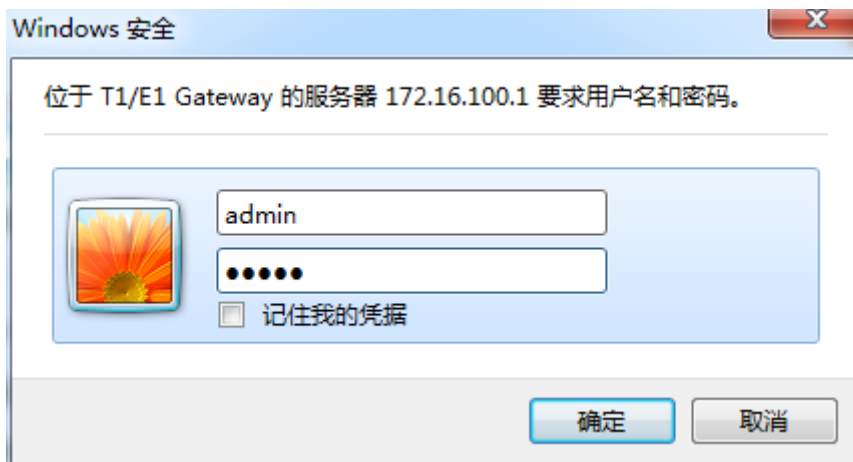 Windows 安全
位于 T1/E1 Gateway 的服务器 172.16.100.1 要求用户名和密码。
admin
●●●●●
记住我的凭据
确定
取消